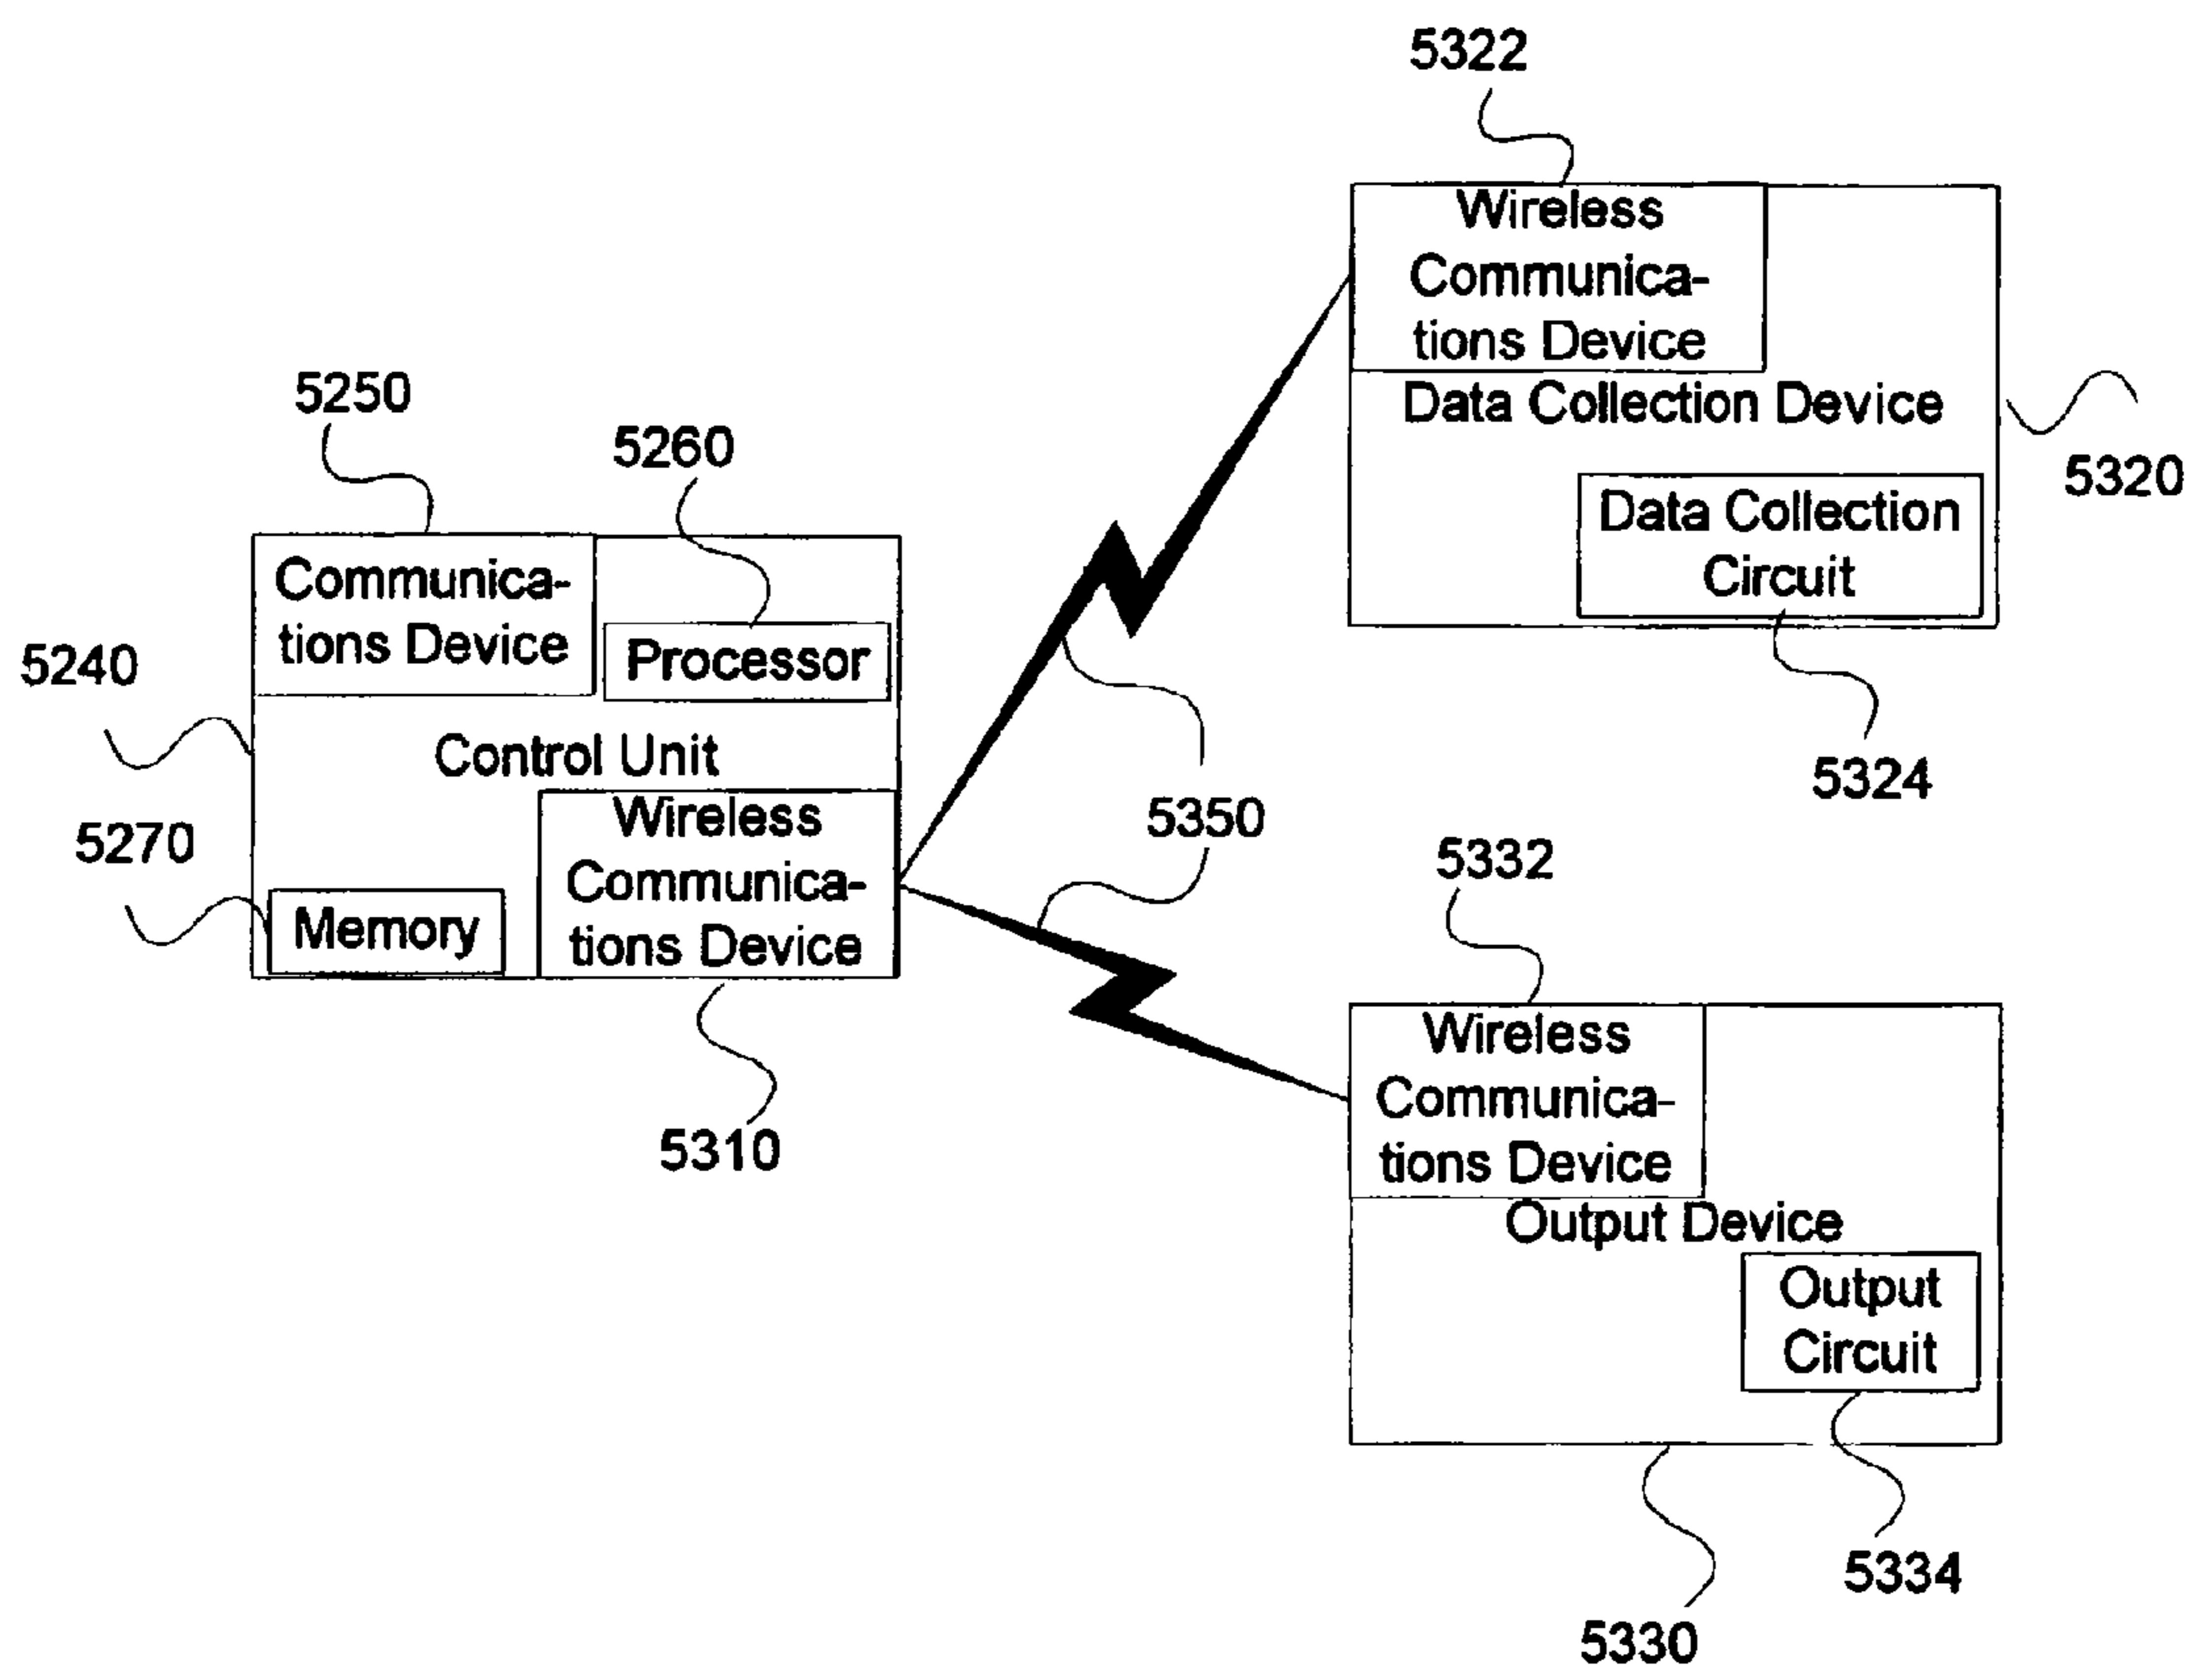 5322
Wireless
Communica-
tions Device
Data Collection Device
5320
Data Collection
Circuit
5324
5250
5260
Communica-
tions Device
Processor
5240
Control Unit
5270
Memory
Wireless
Communica-
tions Device
5310
5350
5332
Wireless
Communica-
tions Device
Output Device
Output
Circuit
5334
5330